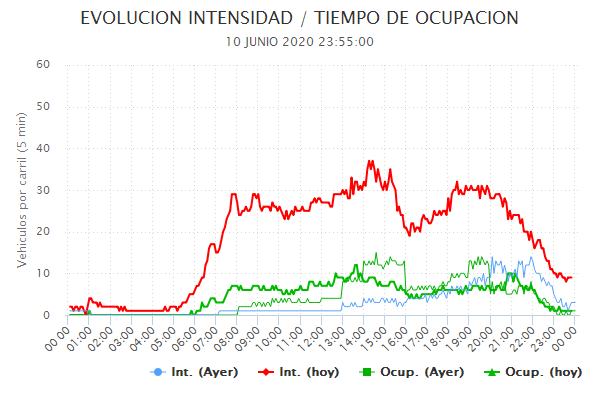 EVOLUCION INTENSIDAD / TIEMPO DE OCUPACION
10 JUNIO 2020 23:55:00
Vehiculos por carril (5 min)
60
50
40
30
20
10
0
00:00 01:00 02:00 03:00 04:00 05:00 06:00 07:00 08:00 09:00 10:00 11:00 12:00 13:00 14:00 15:00 16:00 17:00 18:00 19:00 20:00 21:00 22:00 23:00 00:00
Int. (Ayer) Int. (hoy) Ocup. (Ayer) Ocup. (hoy)